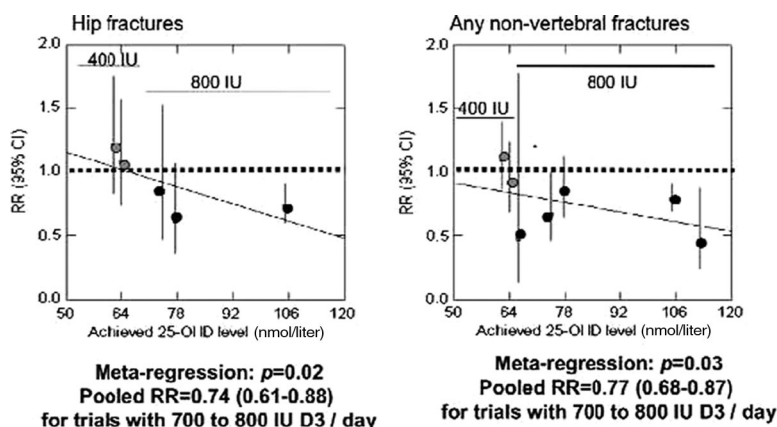 Hip fractures
2.0
1.5
1.0
0.5
0.0
RR (95% CI)
400 IU
800 IU
50 64 78 92 106 120
Achieved 25-OI ID level (nmol/liter)
Meta-regression: p=0.02
Pooled RR=0.74 (0.61-0.88)
for trials with 700 to 800 IU D3 / day
Any non-vertebral fractures
2.0
1.5
1.0
0.5
0.0
RR (95% CI)
800 IU
400 IU
50 64 78 92 106 120
Achieved 25-OI ID level (nmol/liter)
Meta-regression: p=0.03
Pooled RR=0.77 (0.68-0.87)
for trials with 700 to 800 IU D3 / day